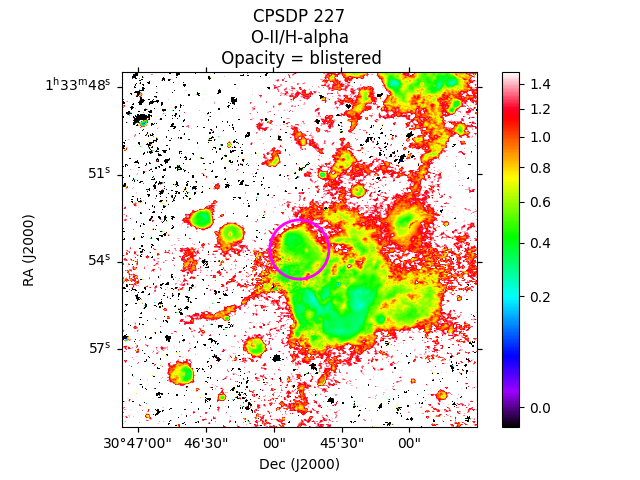 CPSDP 227
O-II/H-alpha
Opacity = blistered
RA (J2000)
1ʰ33ᵐ48ˢ
51ˢ
54ˢ
57ˢ
30°47'00" 46'30" 00" 45'30" 00"
Dec (J2000)
1.4
1.2
1.0
0.8
0.6
0.4
0.2
0.0